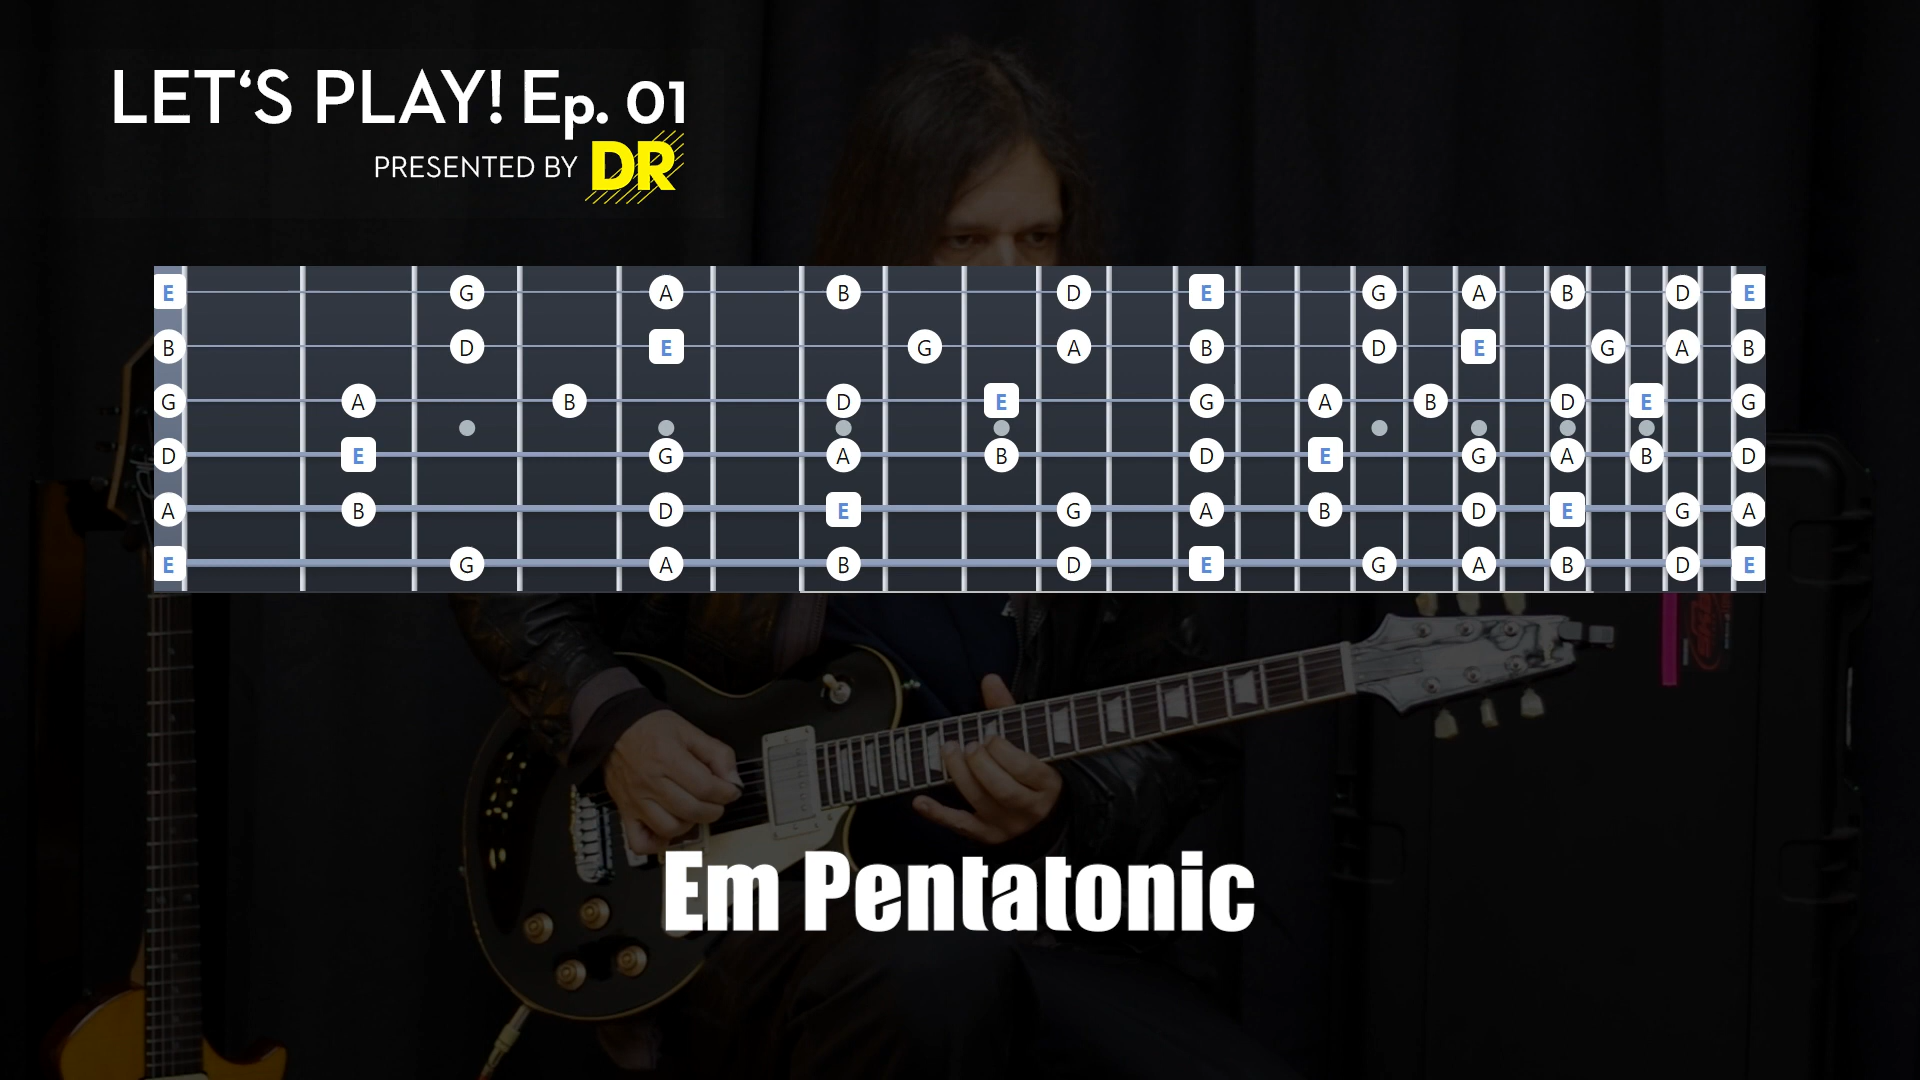 LET‘S PLAY! Ep. 01
PRESENTED BY DR
E G A B D E G A B D E
B D E G A B D E G A B
G A B D E G A B D E G
D E G A B D E G A B D
A B D E G A B D E G A
E G A B D E G A B D E
Em Pentatonic